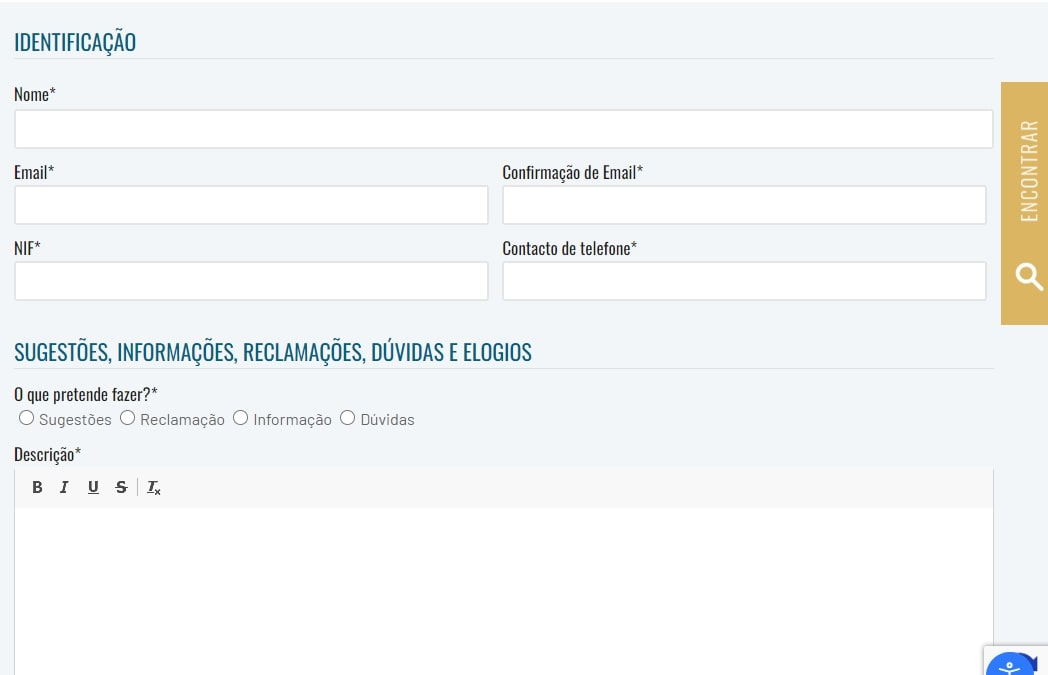 IDENTIFICAÇÃO
Nome*
Email* Confirmação de Email*
NIF* Contacto de telefone*
ENCONTRAR
SUGESTÕES, INFORMAÇÕES, RECLAMAÇÕES, DÚVIDAS E ELOGIOS
O que pretende fazer?*
Sugestões Reclamação Informação Dúvidas
Descrição*
B I U S Tx